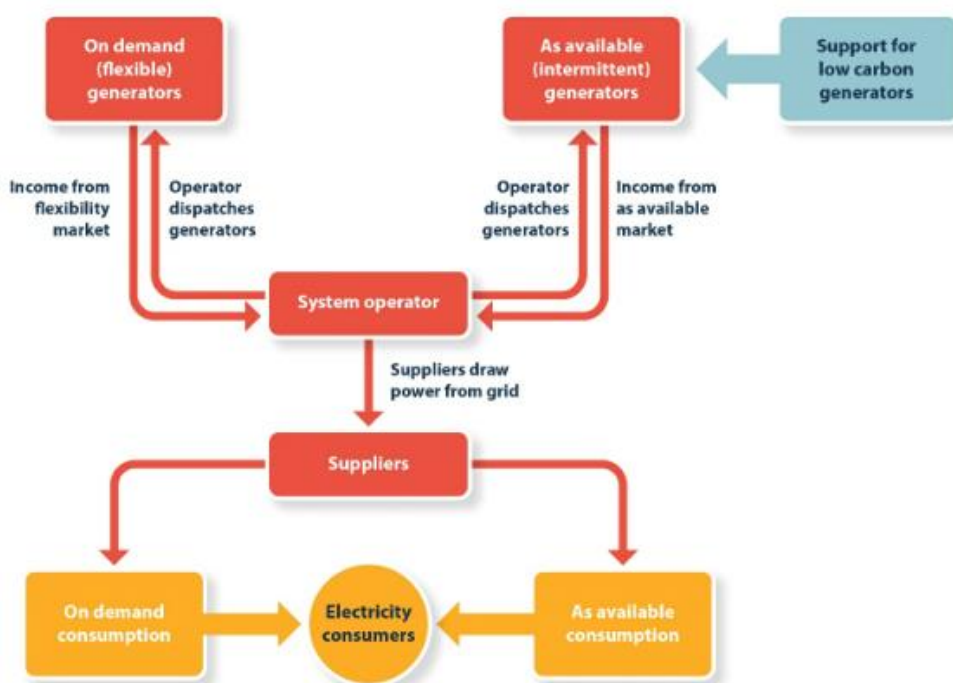 On demand
(flexible)
generators
As available
(intermittent)
generators
Support for
low carbon
generators
Income from
flexibility
market
Operator
dispatches
generators
Operator
dispatches
generators
Income from
as available
market
System operator
Suppliers draw
power from grid
Suppliers
On demand
consumption
Electricity
consumers
As available
consumption